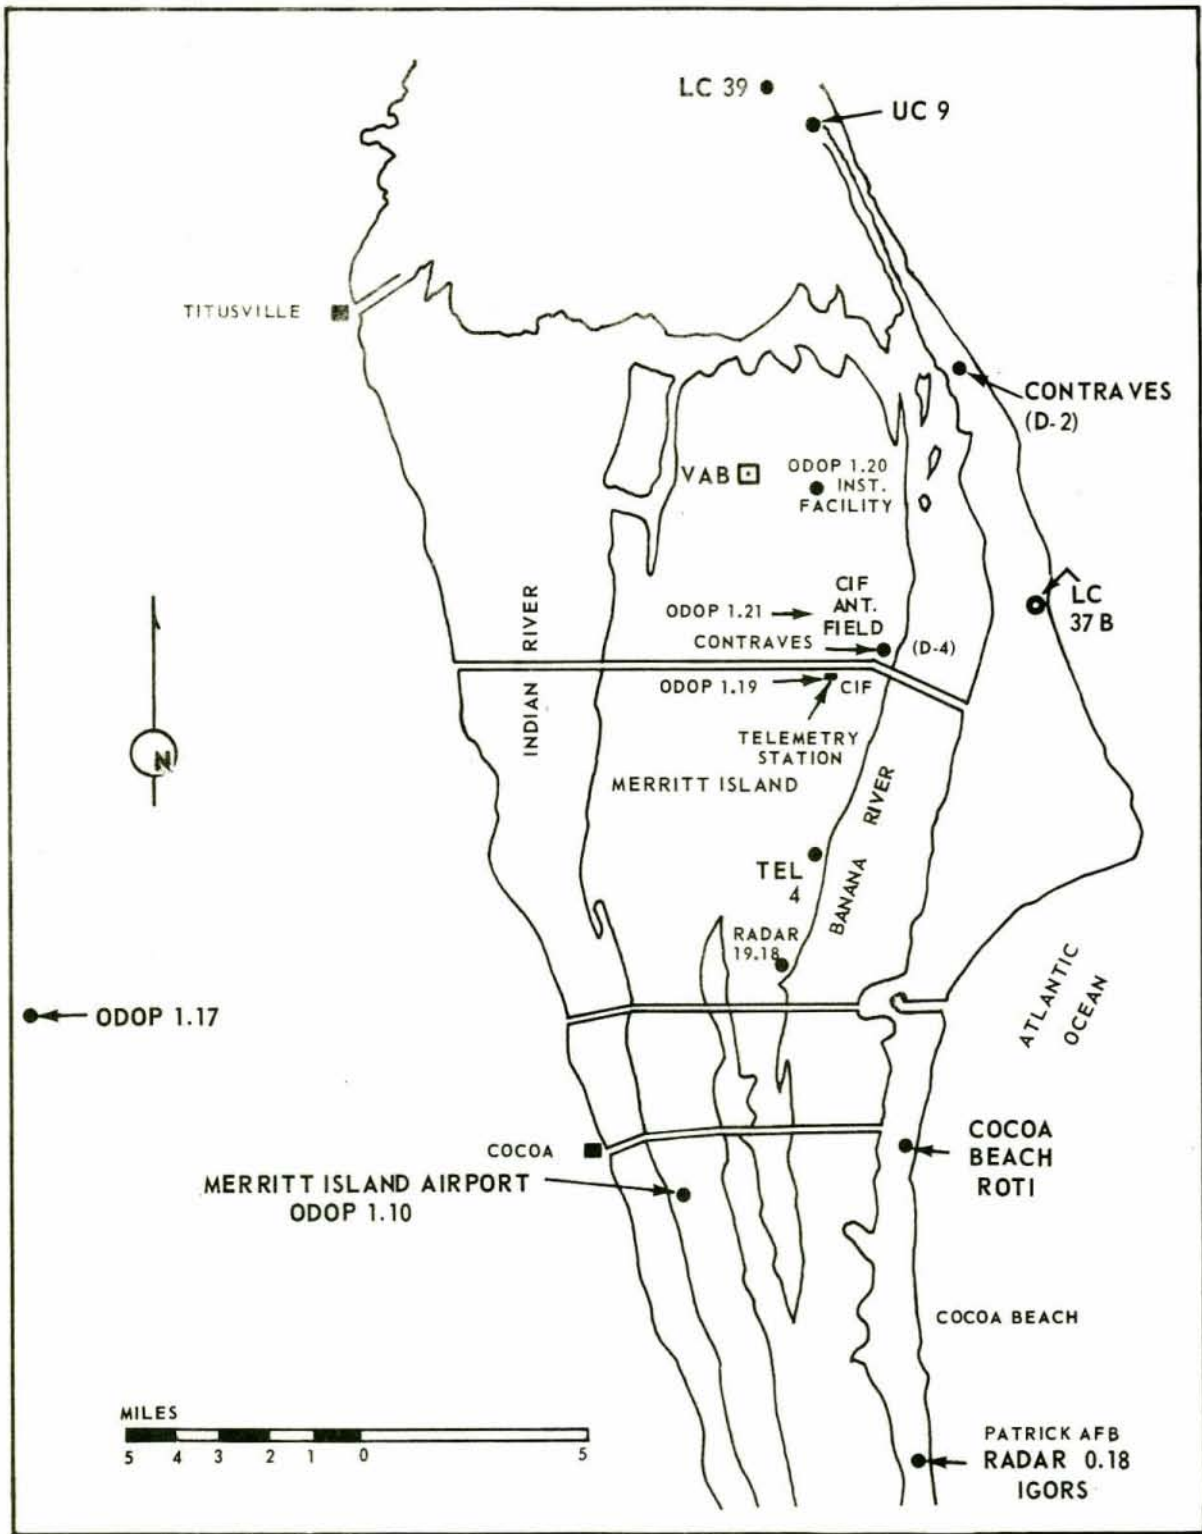 LC 39
UC 9
TITUSVILLE
CONTRAVES
(D-2)
VAB
ODOP 1.20
INST.
FACILITY
CIF
ANT.
FIELD
ODOP 1.21
LC
37 B
CONTRAVES
(D-4)
ODOP 1.19
CIF
INDIAN RIVER
TELEMETRY
STATION
N
MERRITT ISLAND
BANANA RIVER
TEL
4
RADAR
19.18
ATLANTIC
OCEAN
ODOP 1.17
COCOA
COCOA
BEACH
ROTI
MERRITT ISLAND AIRPORT
ODOP 1.10
COCOA BEACH
MILES
5 4 3 2 1 0 5
PATRICK AFB
RADAR 0.18
IGORS